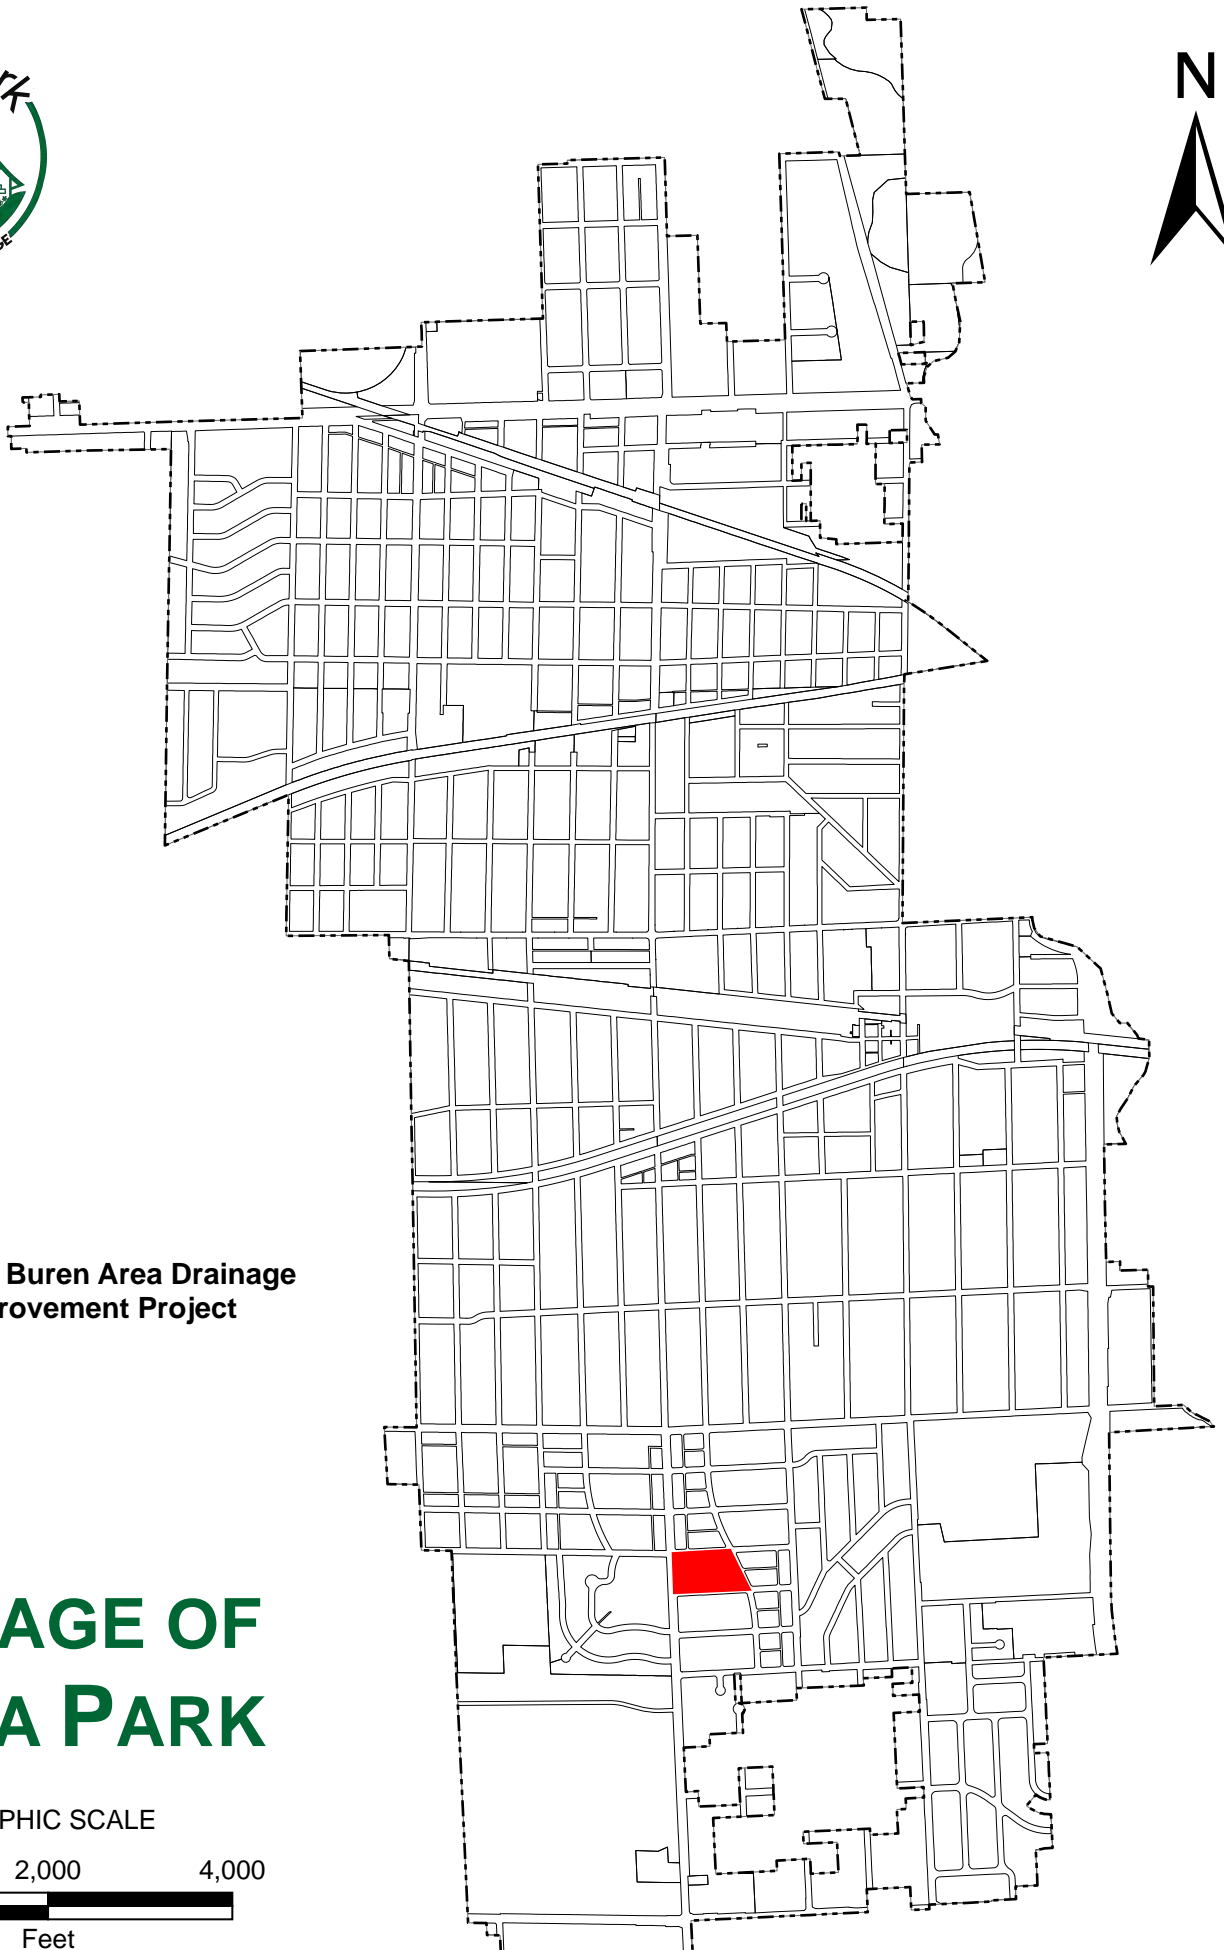 N
Buren Area Drainage
rovement Project
AGE OF
A PARK
PHIC SCALE
2,000 4,000
Feet